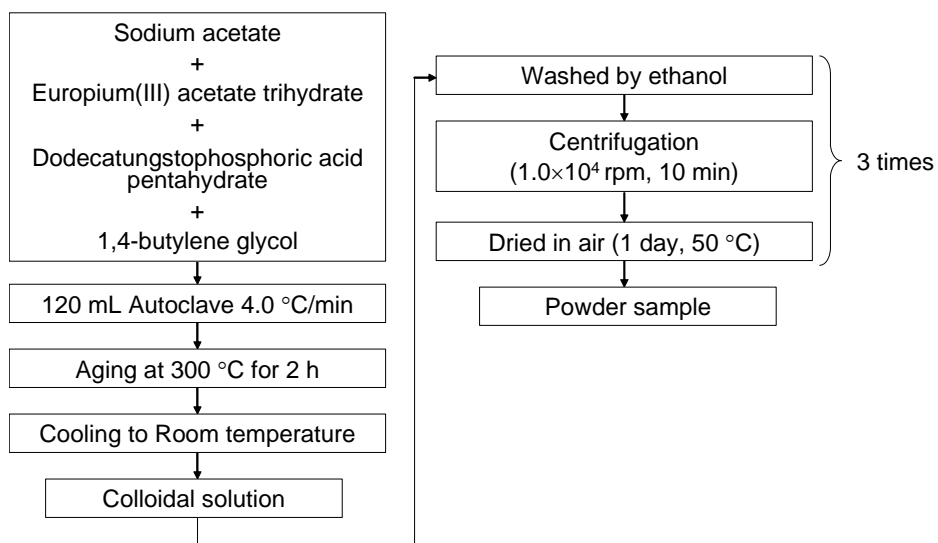 Sodium acetate
+
Europium(III) acetate trihydrate
+
Dodecatungstophosphoric acid
pentahydrate
+
1,4-butylene glycol
120 mL Autoclave 4.0 °C/min
Aging at 300 °C for 2 h
Cooling to Room temperature
Colloidal solution
Washed by ethanol
Centrifugation
(1.0×10⁴ rpm, 10 min)
Dried in air (1 day, 50 °C)
3 times
Powder sample